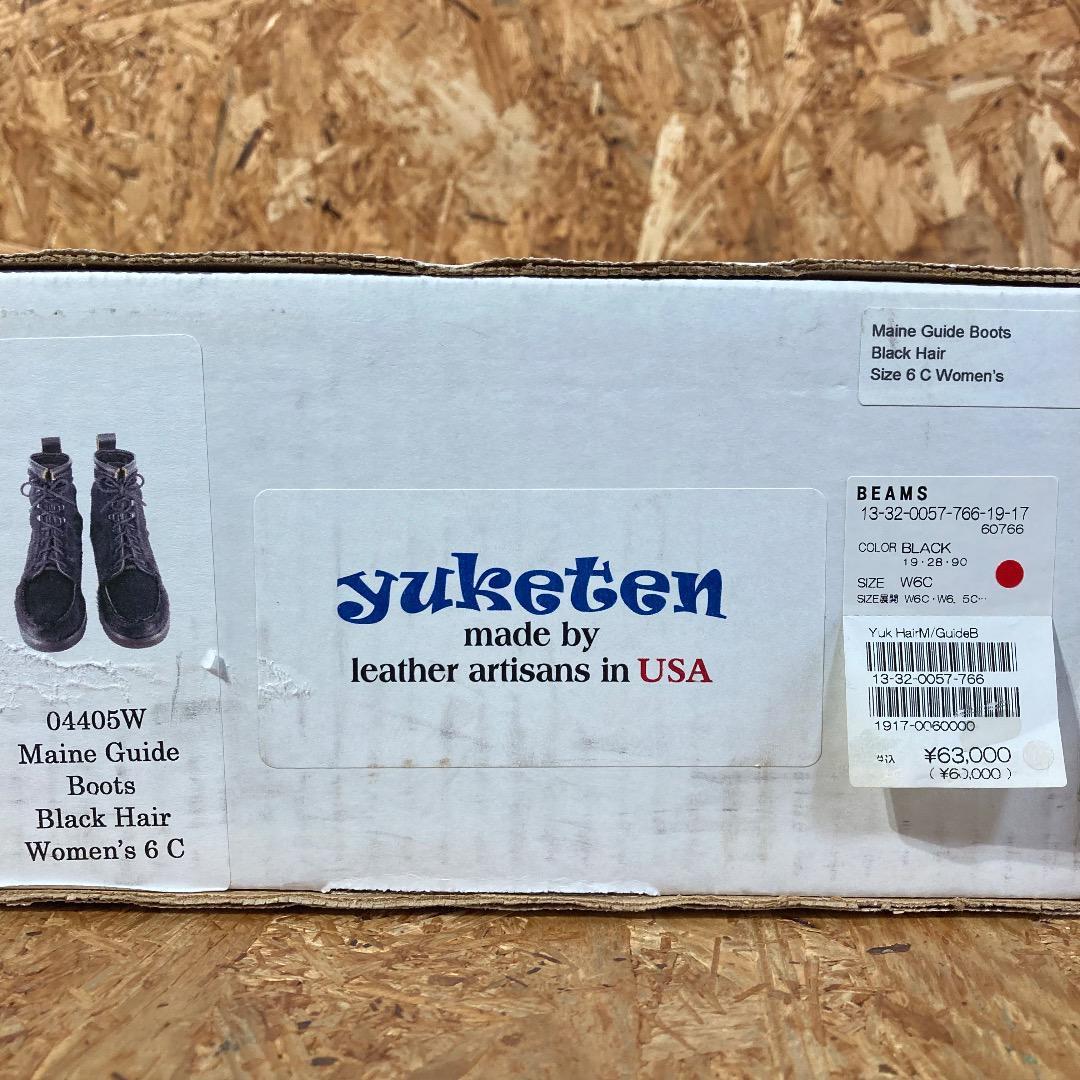 Maine Guide Boots
Black Hair
Size 6 C Women's
04405W
Maine Guide
Boots
Black Hair
Women's 6 C
yuketen
made by
leather artisans in USA
BEAMS
13-32-0057-766-19-17
60766
COLOR BLACK
19・28・90
SIZE W6C
SIZE展開 W6C・W6. 5C…
Yuk HairM/GuideB
13-32-0057-766
1917-0060000
税込 ¥63,000
(¥60,000)